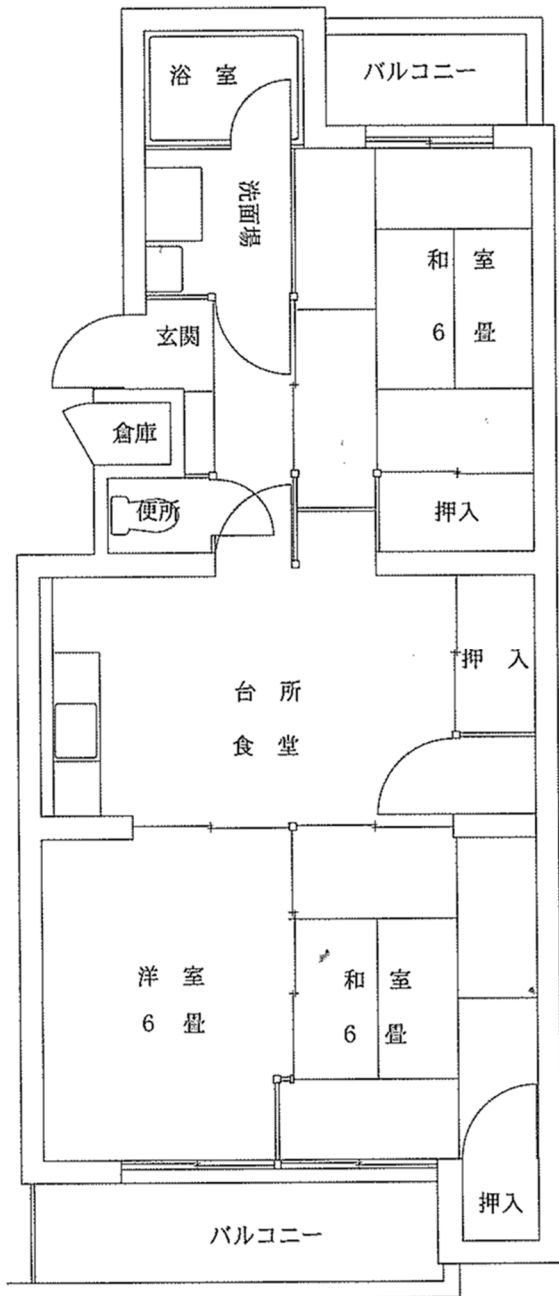 浴 室
バルコニー
洗面場
和 室
6 畳
玄関
倉庫
便所
押入
押 入
台 所
食 堂
洋 室
6 畳
和 室
6 畳
押入
バルコニー